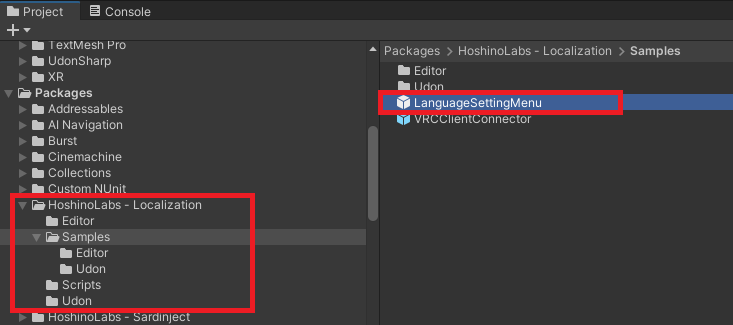 Project
Console
TextMesh Pro
UdonSharp
XR
Packages
Addressables
AI Navigation
Burst
Cinemachine
Collections
Custom NUnit
HoshinoLabs - Localization
Editor
Samples
Editor
Udon
Scripts
Udon
HoshinoLabs - Sardinject
Packages > HoshinoLabs - Localization > Samples
Editor
Udon
LanguageSettingMenu
VRCClientConnector